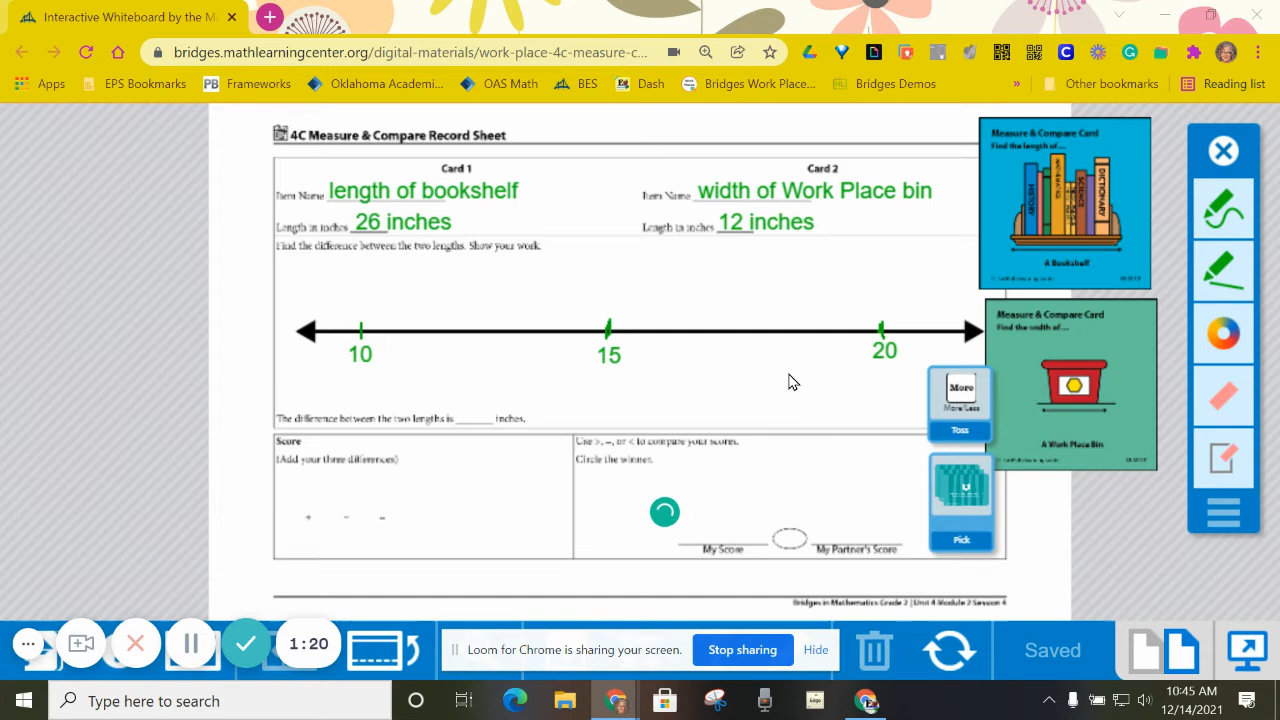 Interactive Whiteboard by the M
bridges.mathlearningcenter.org/digital-materials/work-place-4c-measure-c...
Apps EPS Bookmarks PB Frameworks Oklahoma Academi... OAS Math BES Dash Bridges Work Place... Bridges Demos » Other bookmarks Reading list
4C Measure & Compare Record Sheet
Card 1
Item Name length of bookshelf
Length in inches 26 inches
Card 2
Item Name width of Work Place bin
Length in inches 12 inches
Find the difference between the two lengths. Show your work.
10 15 20
The difference between the two lengths is ______ inches.
Score
(Add your three differences)
Use >, =, or < to compare your scores.
Circle the winner.
My Score
My Partner's Score
Bridges in Mathematics Grade 2 | Unit 4 Module 2 Session 4
Measure & Compare Card
Find the length of...
HISTORY
MATHEMATICS
SCIENCE
DICTIONARY
A Bookshelf
Measure & Compare Card
Find the width of...
A Work Place Bin
More
More/Less
Toss
Pick
1:20
Loom for Chrome is sharing your screen.
Stop sharing
Hide
Saved
Type here to search
10:45 AM
12/14/2021